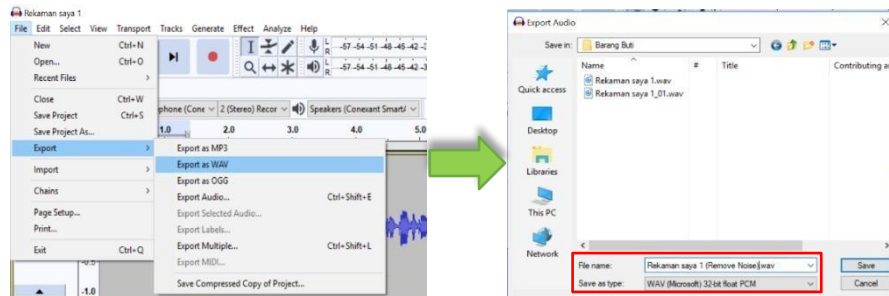 Rekaman saya 1
File Edit Select View Transport Tracks Generate Effect Analyze Help
New Ctrl+N
Open... Ctrl+O
Recent Files >
Close Ctrl+W
Save Project Ctrl+S
Save Project As...
Export >
Import >
Chains >
Page Setup...
Print...
Exit Ctrl+Q
L R -57 -54 -51 -48 -45 -42
L R -57 -54 -51 -48 -45 -42
phone (Cone 2 (Stereo) Recor Speakers (Conexant Smart
1.0 2.0 3.0 4.0 5.0
Export as MP3
Export as WAV
Export as OGG
Export Audio... Ctrl+Shift+E
Export Selected Audio...
Export Labels...
Export Multiple... Ctrl+Shift+L
Export MIDI...
Save Compressed Copy of Project...
-0.5
-1.0
Export Audio
Save in: Barang Buti
Name # Title Contributing a
Rekaman saya 1.wav
Rekaman saya 1_01.wav
Quick access
Desktop
Libraries
This PC
Network
File name: Rekaman saya 1 (Remove Noise).wav Save
Save as type: WAV (Microsoft) 32-bit float PCM Cancel